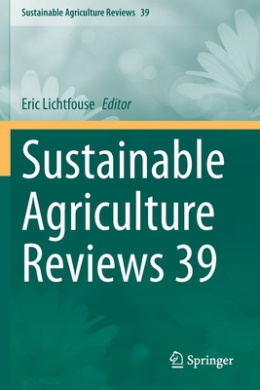 Sustainable Agriculture Reviews 39
Eric Lichtfouse Editor
Sustainable
Agriculture
Reviews 39
Springer